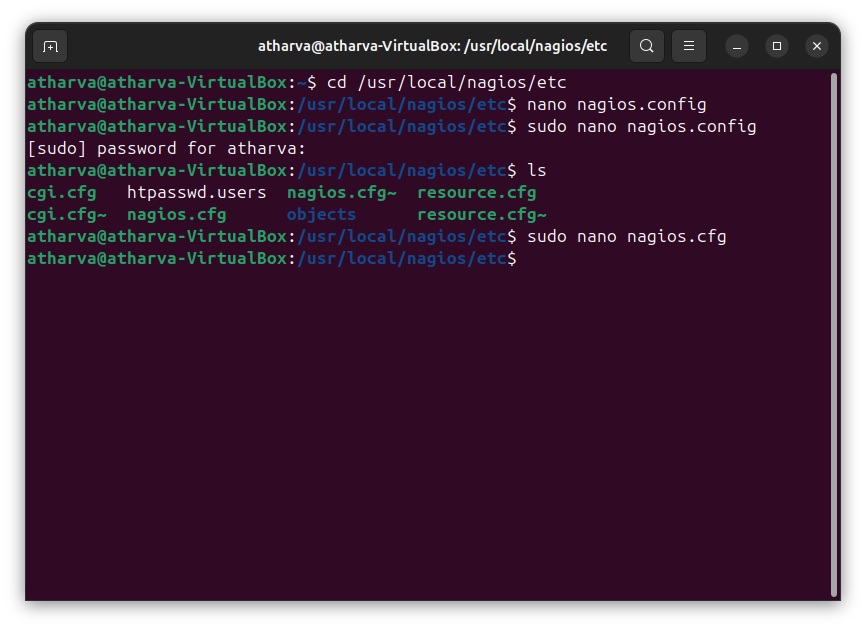 atharva@atharva-VirtualBox: /usr/local/nagios/etc
atharva@atharva-VirtualBox:~$ cd /usr/local/nagios/etc
atharva@atharva-VirtualBox:/usr/local/nagios/etc$ nano nagios.config
atharva@atharva-VirtualBox:/usr/local/nagios/etc$ sudo nano nagios.config
[sudo] password for atharva:
atharva@atharva-VirtualBox:/usr/local/nagios/etc$ ls
cgi.cfg   htpasswd.users  nagios.cfg~  resource.cfg
cgi.cfg~  nagios.cfg      objects      resource.cfg~
atharva@atharva-VirtualBox:/usr/local/nagios/etc$ sudo nano nagios.cfg
atharva@atharva-VirtualBox:/usr/local/nagios/etc$